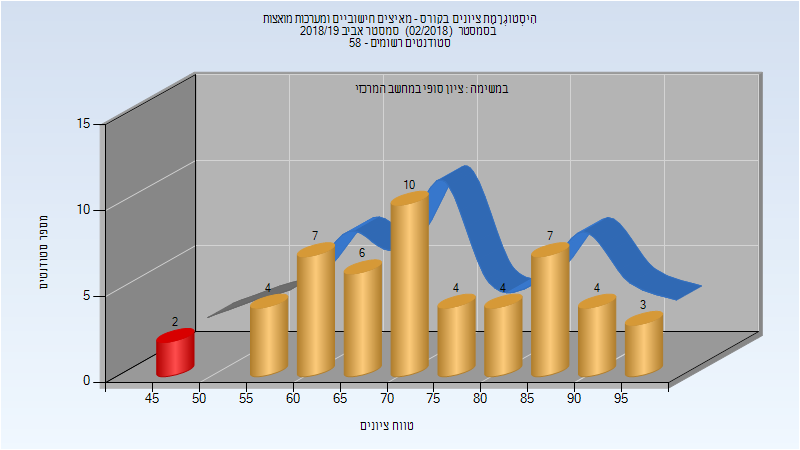 היסטוגרמת ציונים בקורס - מאיצים חישוביים ומערכות מואצות
בסמסטר (02/2018) סמסטר אביב 2018/19
סטודנטים רשומים - 58
במשימה : ציון סופי במחשב המרכזי
מספר סטודנטים
15
10
5
0
2
4
7
6
10
4
4
7
4
3
45 50 55 60 65 70 75 80 85 90 95
טווח ציונים